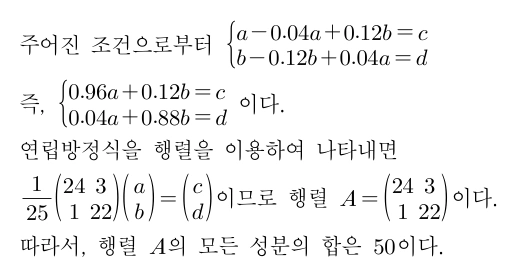 주어진 조건으로부터 {a－0.04a＋0.12b＝c
b－0.12b＋0.04a＝d
즉, {0.96a＋0.12b＝c
0.04a＋0.88b＝d 이다.
연립방정식을 행렬을 이용하여 나타내면
1/25 (24 3; 1 22)(a; b)＝(c; d)이므로 행렬 A＝(24 3; 1 22)이다.
따라서, 행렬 A의 모든 성분의 합은 50이다.